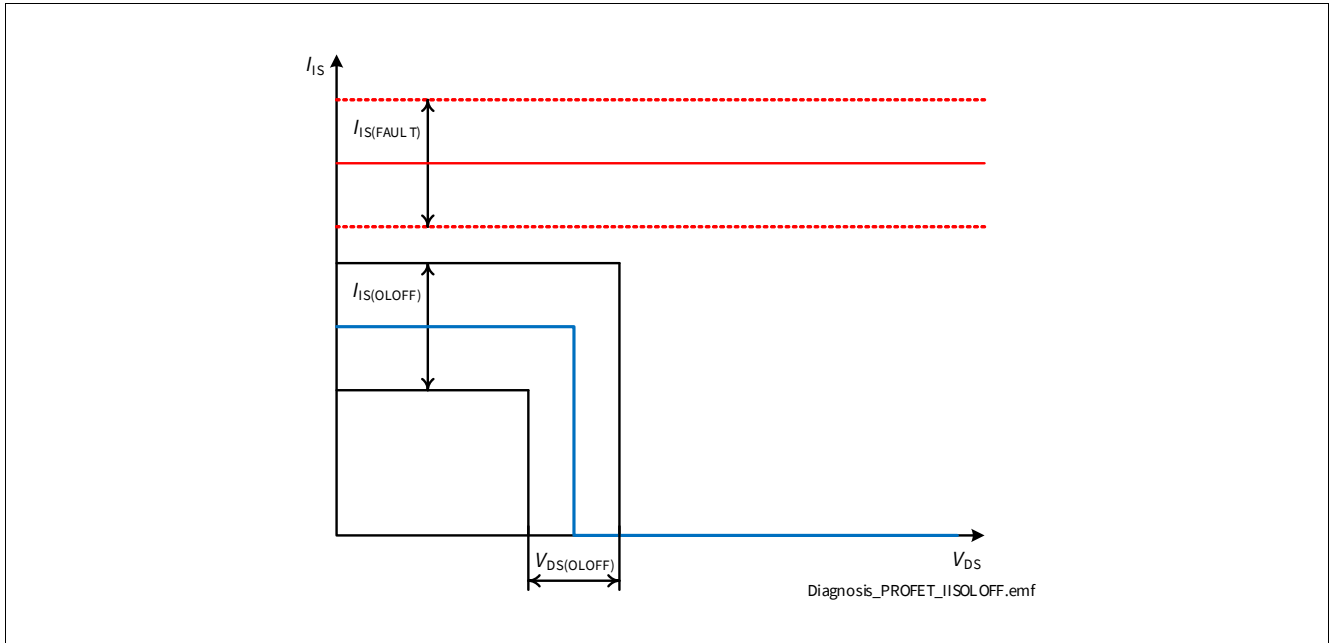 IIS
IIS(FAULT)
IIS(OLOFF)
VDS(OLOFF)
VDS
Diagnosis_PROFET_IISOLOFF.emf